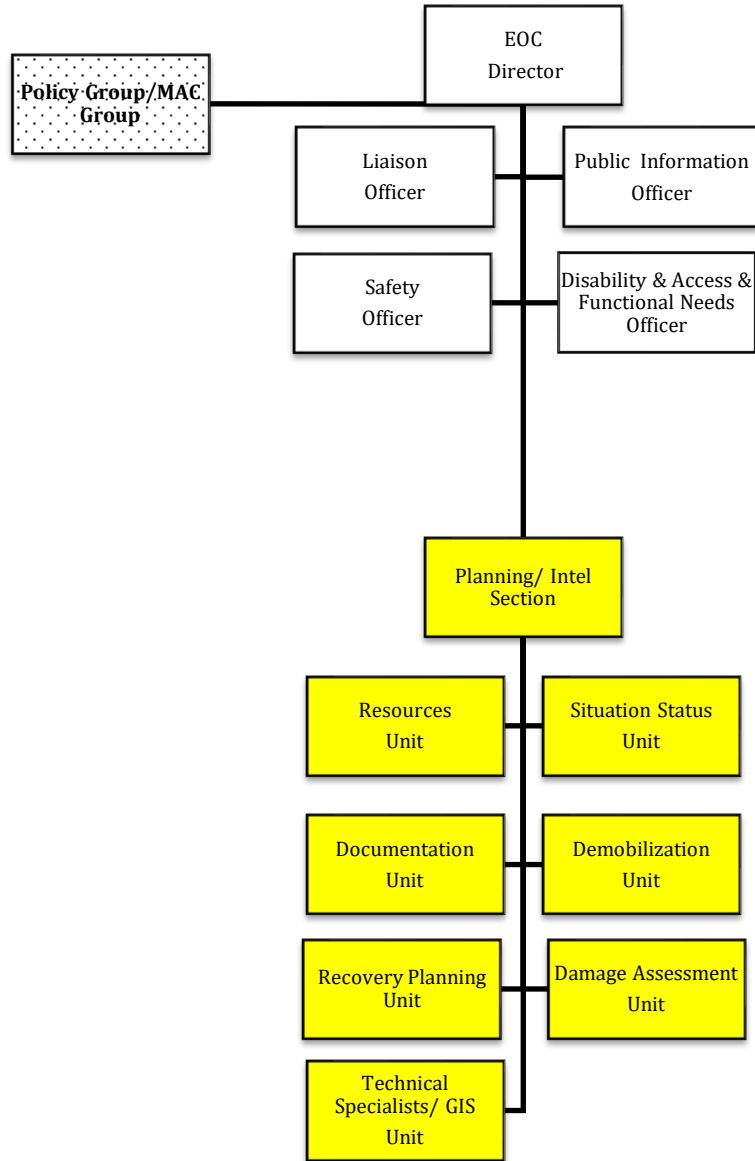 EOC
Director
Policy Group/MAC
Group
Liaison
Officer
Public Information
Officer
Safety
Officer
Disability & Access &
Functional Needs
Officer
Planning/ Intel
Section
Resources
Unit
Situation Status
Unit
Documentation
Unit
Demobilization
Unit
Recovery Planning
Unit
Damage Assessment
Unit
Technical
Specialists/ GIS
Unit